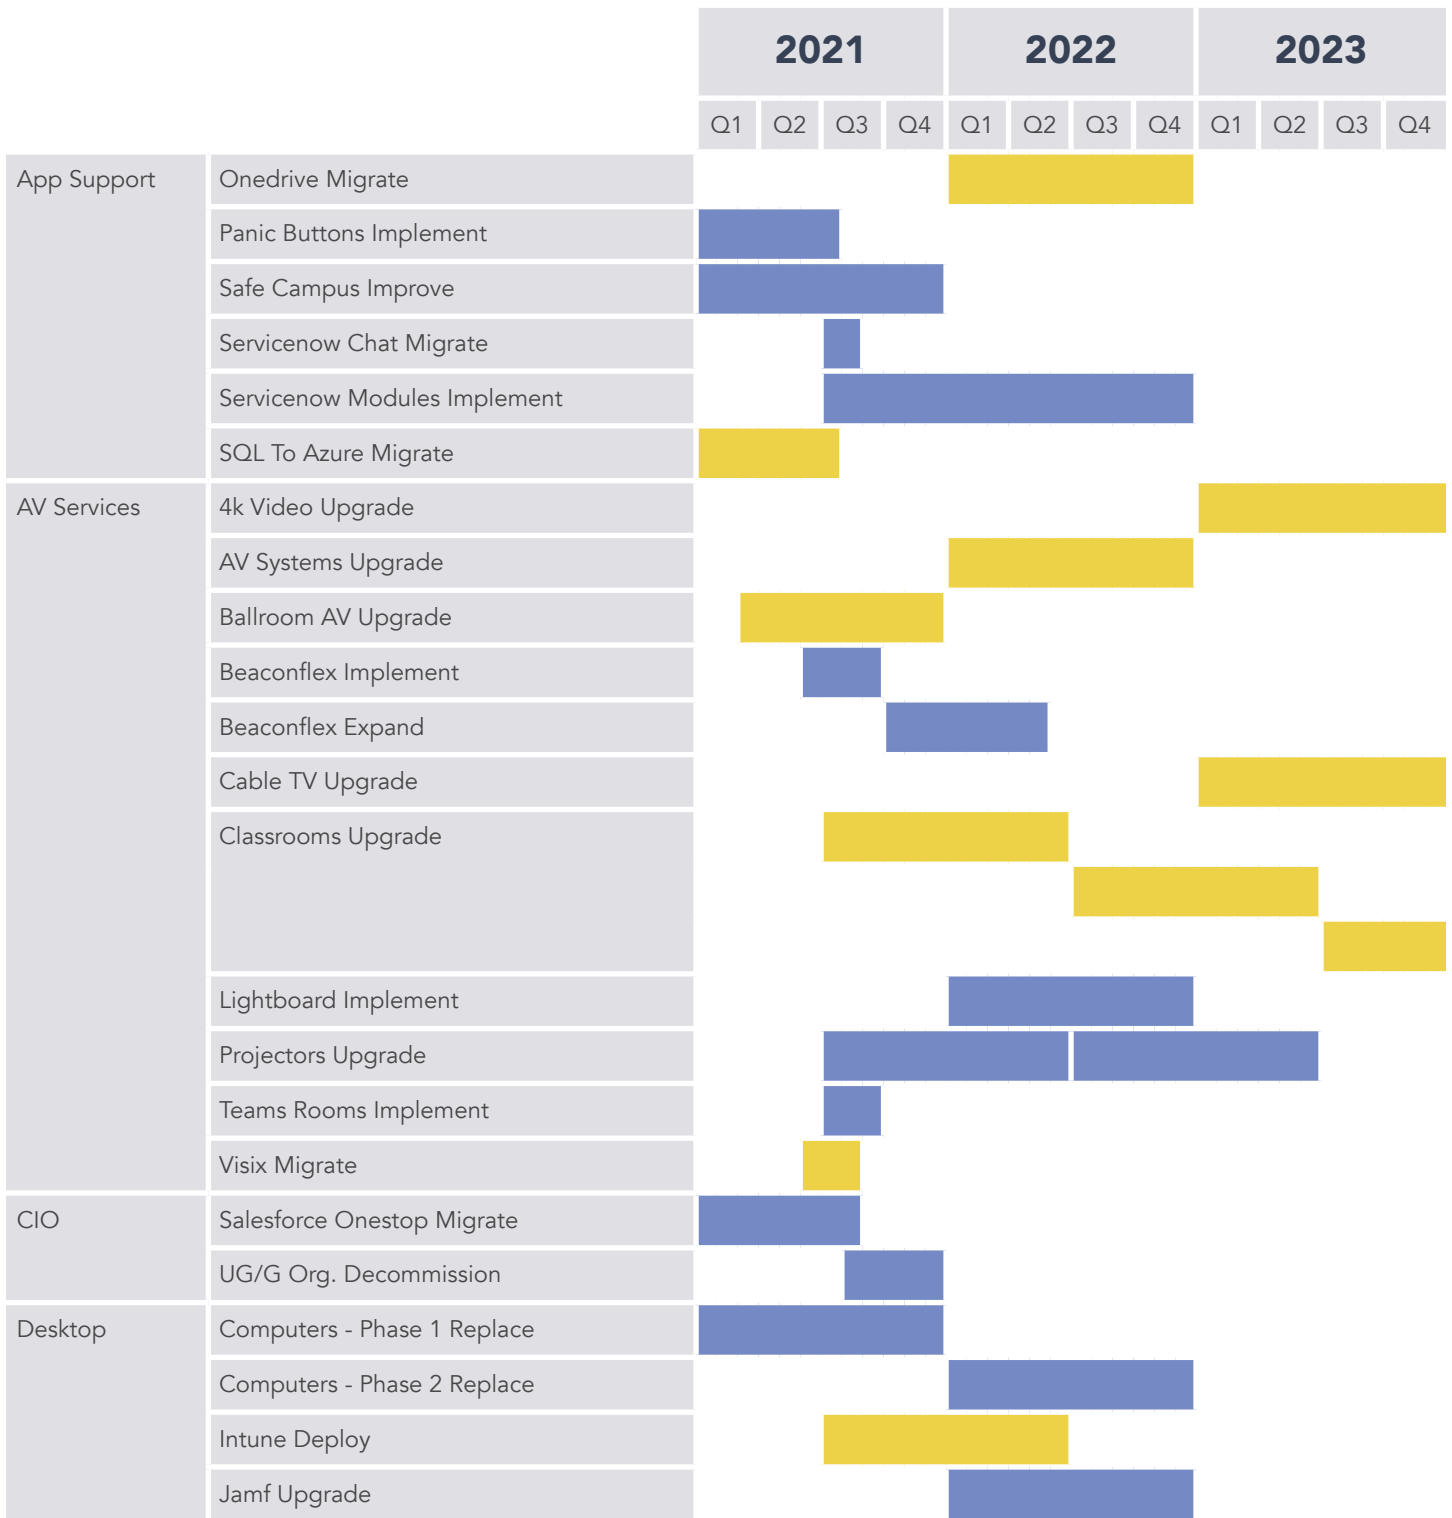 2021 2022 2023
Q1 Q2 Q3 Q4 Q1 Q2 Q3 Q4 Q1 Q2 Q3 Q4
App Support Onedrive Migrate
Panic Buttons Implement
Safe Campus Improve
Servicenow Chat Migrate
Servicenow Modules Implement
SQL To Azure Migrate
AV Services 4k Video Upgrade
AV Systems Upgrade
Ballroom AV Upgrade
Beaconflex Implement
Beaconflex Expand
Cable TV Upgrade
Classrooms Upgrade
Lightboard Implement
Projectors Upgrade
Teams Rooms Implement
Visix Migrate
CIO Salesforce Onestop Migrate
UG/G Org. Decommission
Desktop Computers - Phase 1 Replace
Computers - Phase 2 Replace
Intune Deploy
Jamf Upgrade